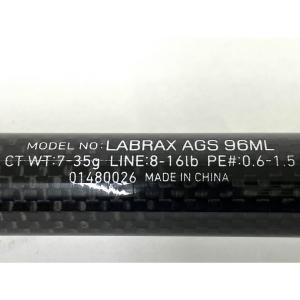 MODEL NO:LABRAX AGS 96ML
CT WT:7-35g LINE:8-16lb PE#:0.6-1.5
01480026 MADE IN CHINA